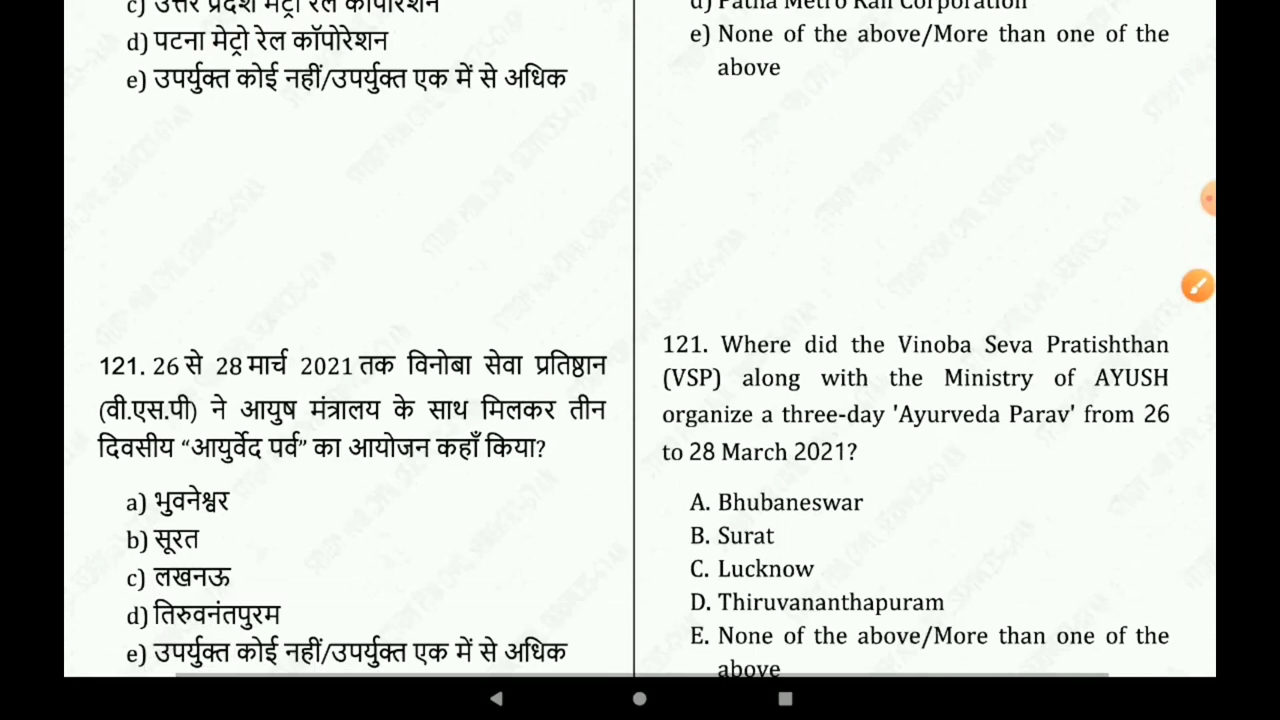 c) उत्तर प्रदेश मेट्रो रेल कॉर्पोरेशन
d) पटना मेट्रो रेल कॉपोरेशन
e) उपर्युक्त कोई नहीं/उपर्युक्त एक में से अधिक
121. 26 से 28 मार्च 2021 तक विनोबा सेवा प्रतिष्ठान
(वी.एस.पी) ने आयुष मंत्रालय के साथ मिलकर तीन
दिवसीय “आयुर्वेद पर्व” का आयोजन कहाँ किया?
a) भुवनेश्वर
b) सूरत
c) लखनऊ
d) तिरुवनंतपुरम
e) उपर्युक्त कोई नहीं/उपर्युक्त एक में से अधिक
d) Patna Metro Rail Corporation
e) None of the above/More than one of the
above
121. Where did the Vinoba Seva Pratishthan
(VSP) along with the Ministry of AYUSH
organize a three-day 'Ayurveda Parav' from 26
to 28 March 2021?
A. Bhubaneswar
B. Surat
C. Lucknow
D. Thiruvananthapuram
E. None of the above/More than one of the
above